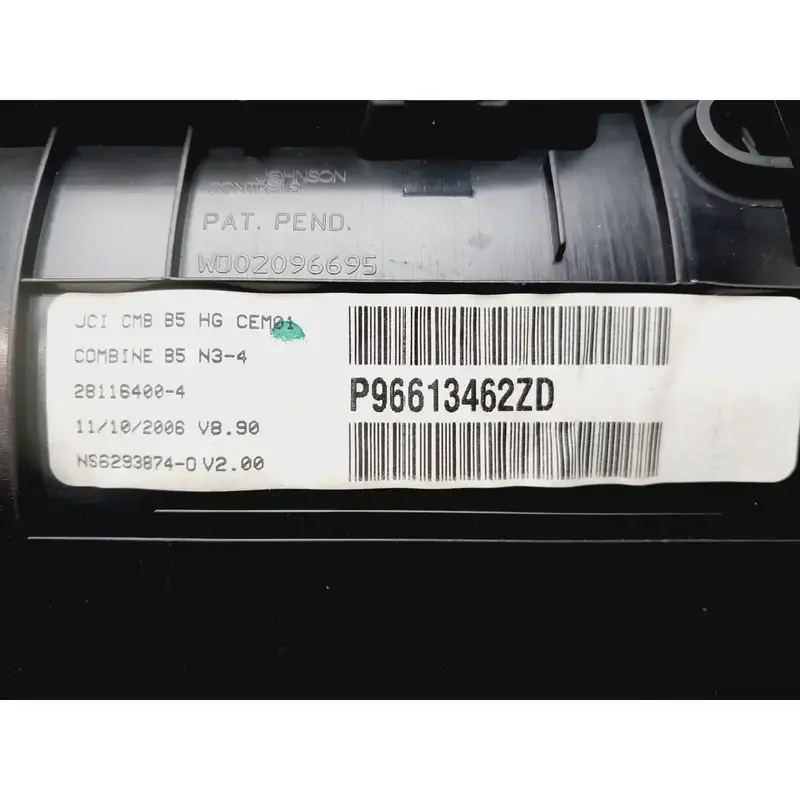 JOHNSON
CONTROLS
PAT. PEND.
WO02096695
JCI CMB B5 HG CEM01
COMBINE B5 N3-4
28116400-4
11/10/2006 V8.90
NS6293874-0 V2.00
P96613462ZD